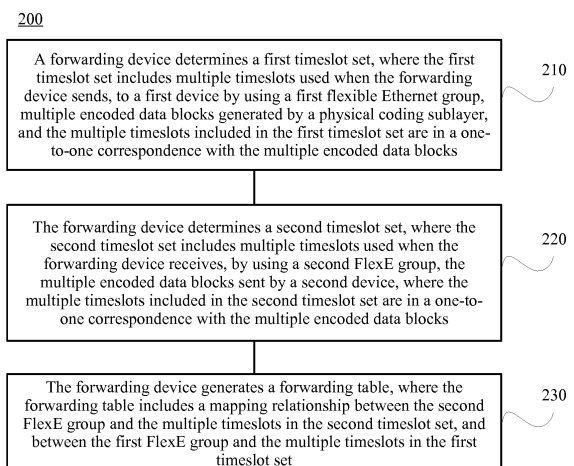 200
A forwarding device determines a first timeslot set, where the first
timeslot set includes multiple timeslots used when the forwarding
device sends, to a first device by using a first flexible Ethernet group,
multiple encoded data blocks generated by a physical coding sublayer,
and the multiple timeslots included in the first timeslot set are in a one-
to-one correspondence with the multiple encoded data blocks
210
The forwarding device determines a second timeslot set, where the
second timeslot set includes multiple timeslots used when the
forwarding device receives, by using a second FlexE group, the
multiple encoded data blocks sent by a second device, where the
multiple timeslots included in the second timeslot set are in a one-to-
one correspondence with the multiple encoded data blocks
220
The forwarding device generates a forwarding table, where the
forwarding table includes a mapping relationship between the second
FlexE group and the multiple timeslots in the second timeslot set, and
between the first FlexE group and the multiple timeslots in the first
timeslot set
230